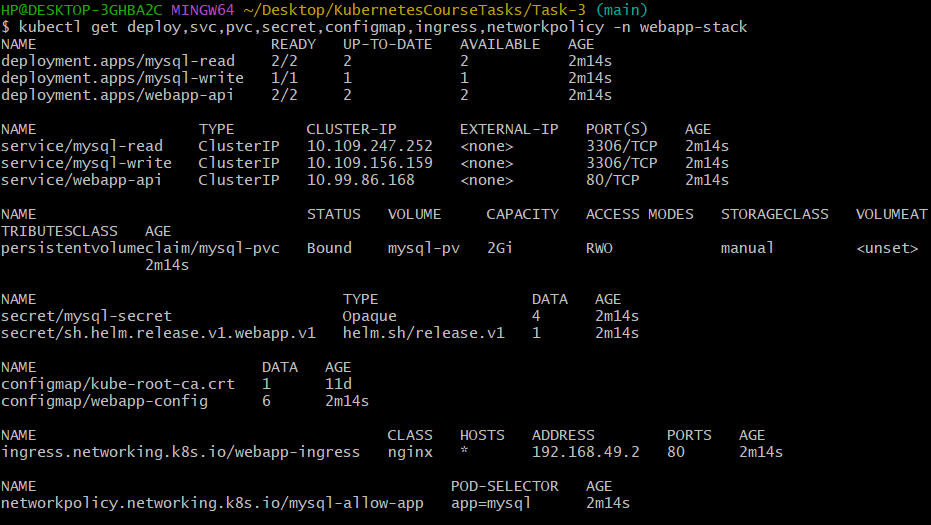 HP@DESKTOP-3GHBA2C MINGW64 ~/Desktop/KubernetesCourseTasks/Task-3 (main)
$ kubectl get deploy,svc,pvc,secret,configmap,ingress,networkpolicy -n webapp-stack
NAME READY UP-TO-DATE AVAILABLE AGE
deployment.apps/mysql-read 2/2 2 2 2m14s
deployment.apps/mysql-write 1/1 1 1 2m14s
deployment.apps/webapp-api 2/2 2 2 2m14s
NAME TYPE CLUSTER-IP EXTERNAL-IP PORT(S) AGE
service/mysql-read ClusterIP 10.109.247.252 <none> 3306/TCP 2m14s
service/mysql-write ClusterIP 10.109.156.159 <none> 3306/TCP 2m14s
service/webapp-api ClusterIP 10.99.86.168 <none> 80/TCP 2m14s
NAME STATUS VOLUME CAPACITY ACCESS MODES STORAGECLASS VOLUMEAT
TRIBUTESCLASS AGE
persistentvolumeclaim/mysql-pvc Bound mysql-pv 2Gi RWO manual <unset>
2m14s
NAME TYPE DATA AGE
secret/mysql-secret Opaque 4 2m14s
secret/sh.helm.release.v1.webapp.v1 helm.sh/release.v1 1 2m14s
NAME DATA AGE
configmap/kube-root-ca.crt 1 11d
configmap/webapp-config 6 2m14s
NAME CLASS HOSTS ADDRESS PORTS AGE
ingress.networking.k8s.io/webapp-ingress nginx * 192.168.49.2 80 2m14s
NAME POD-SELECTOR AGE
networkpolicy.networking.k8s.io/mysql-allow-app app=mysql 2m14s